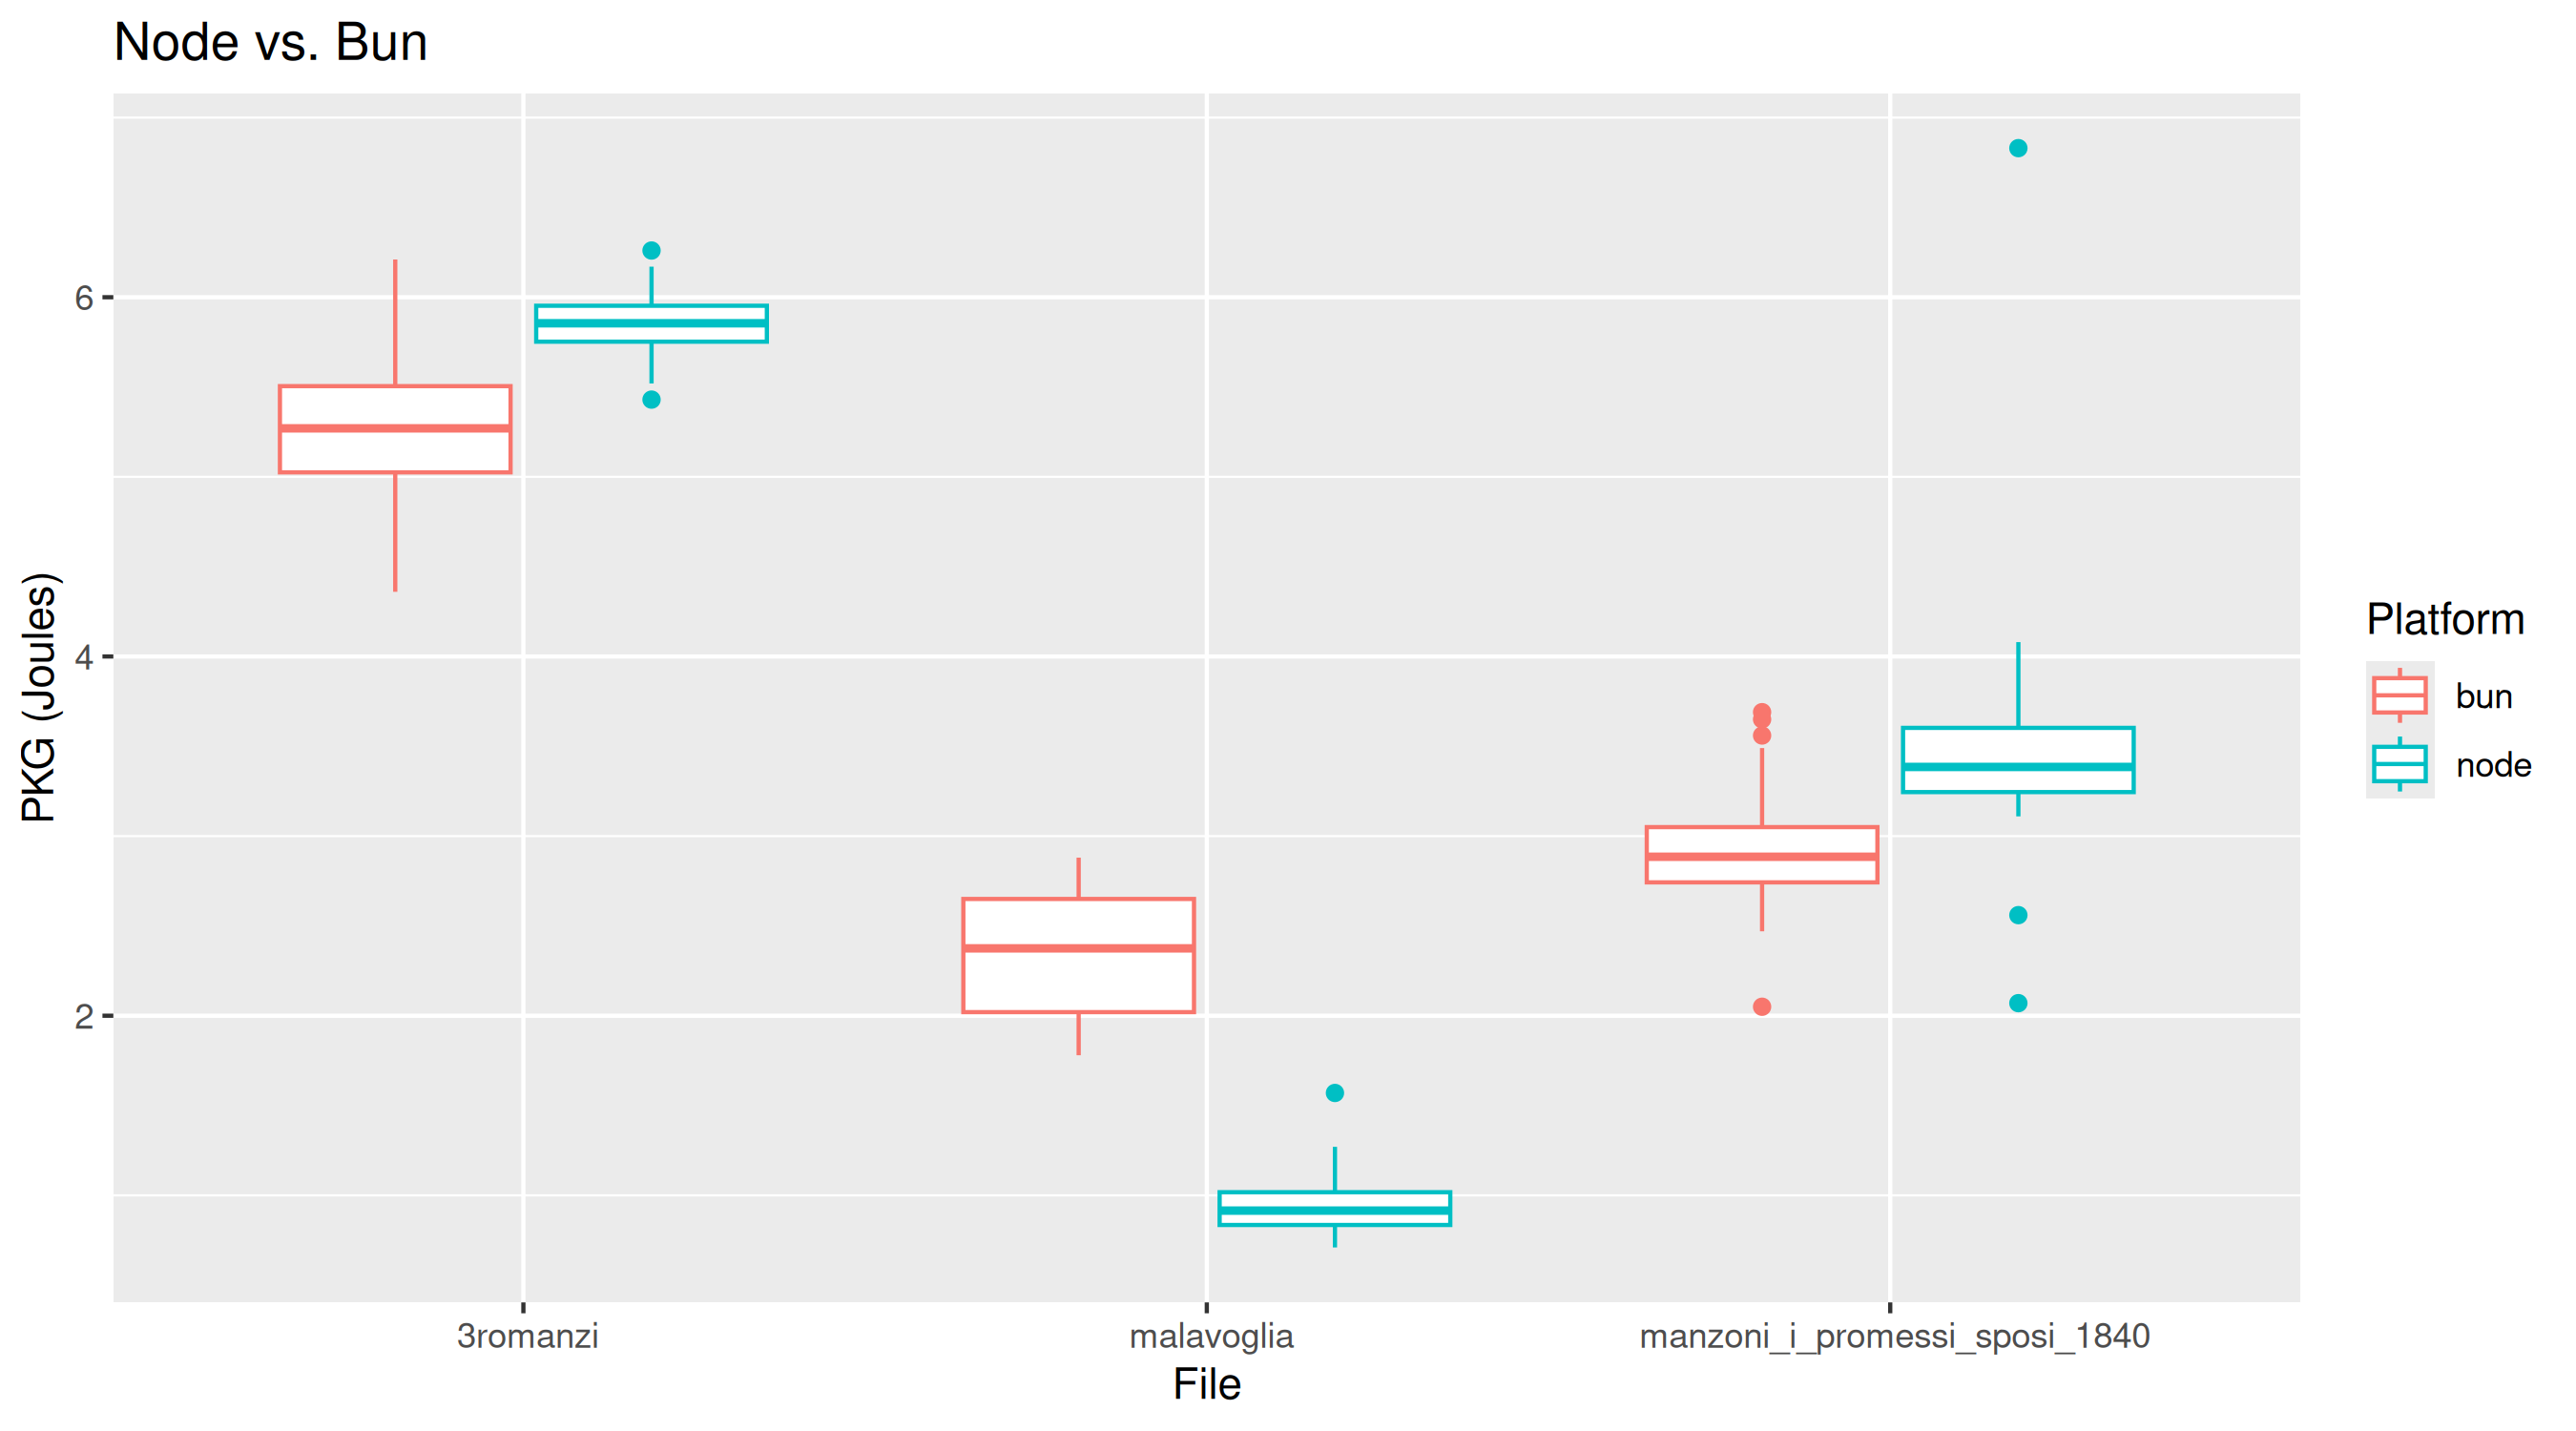 Node vs. Bun
PKG (Joules)
6
4
2
3romanzi
malavoglia
manzoni_i_promessi_sposi_1840
File
Platform
bun
node